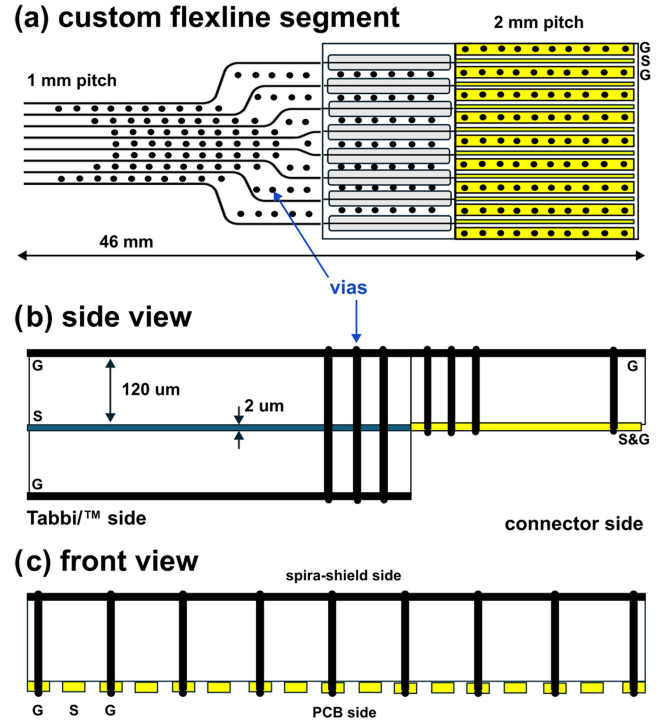 (a) custom flexline segment
2 mm pitch
G
S
G
1 mm pitch
46 mm
vias
(b) side view
G
G
120 um
2 um
S
S&G
G
Tabbi/™ side
connector side
(c) front view
spira-shield side
G S G
PCB side